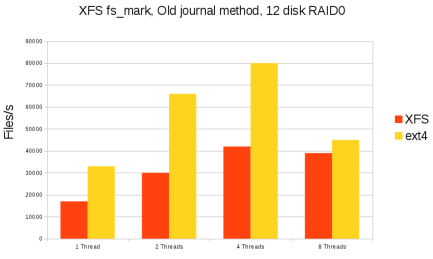 XFS fs_mark, Old journal method, 12 disk RAID0
90000
80000
70000
60000
50000
40000
30000
20000
10000
0
Files/s
1 Thread
2 Threads
4 Threads
8 Threads
XFS
ext4